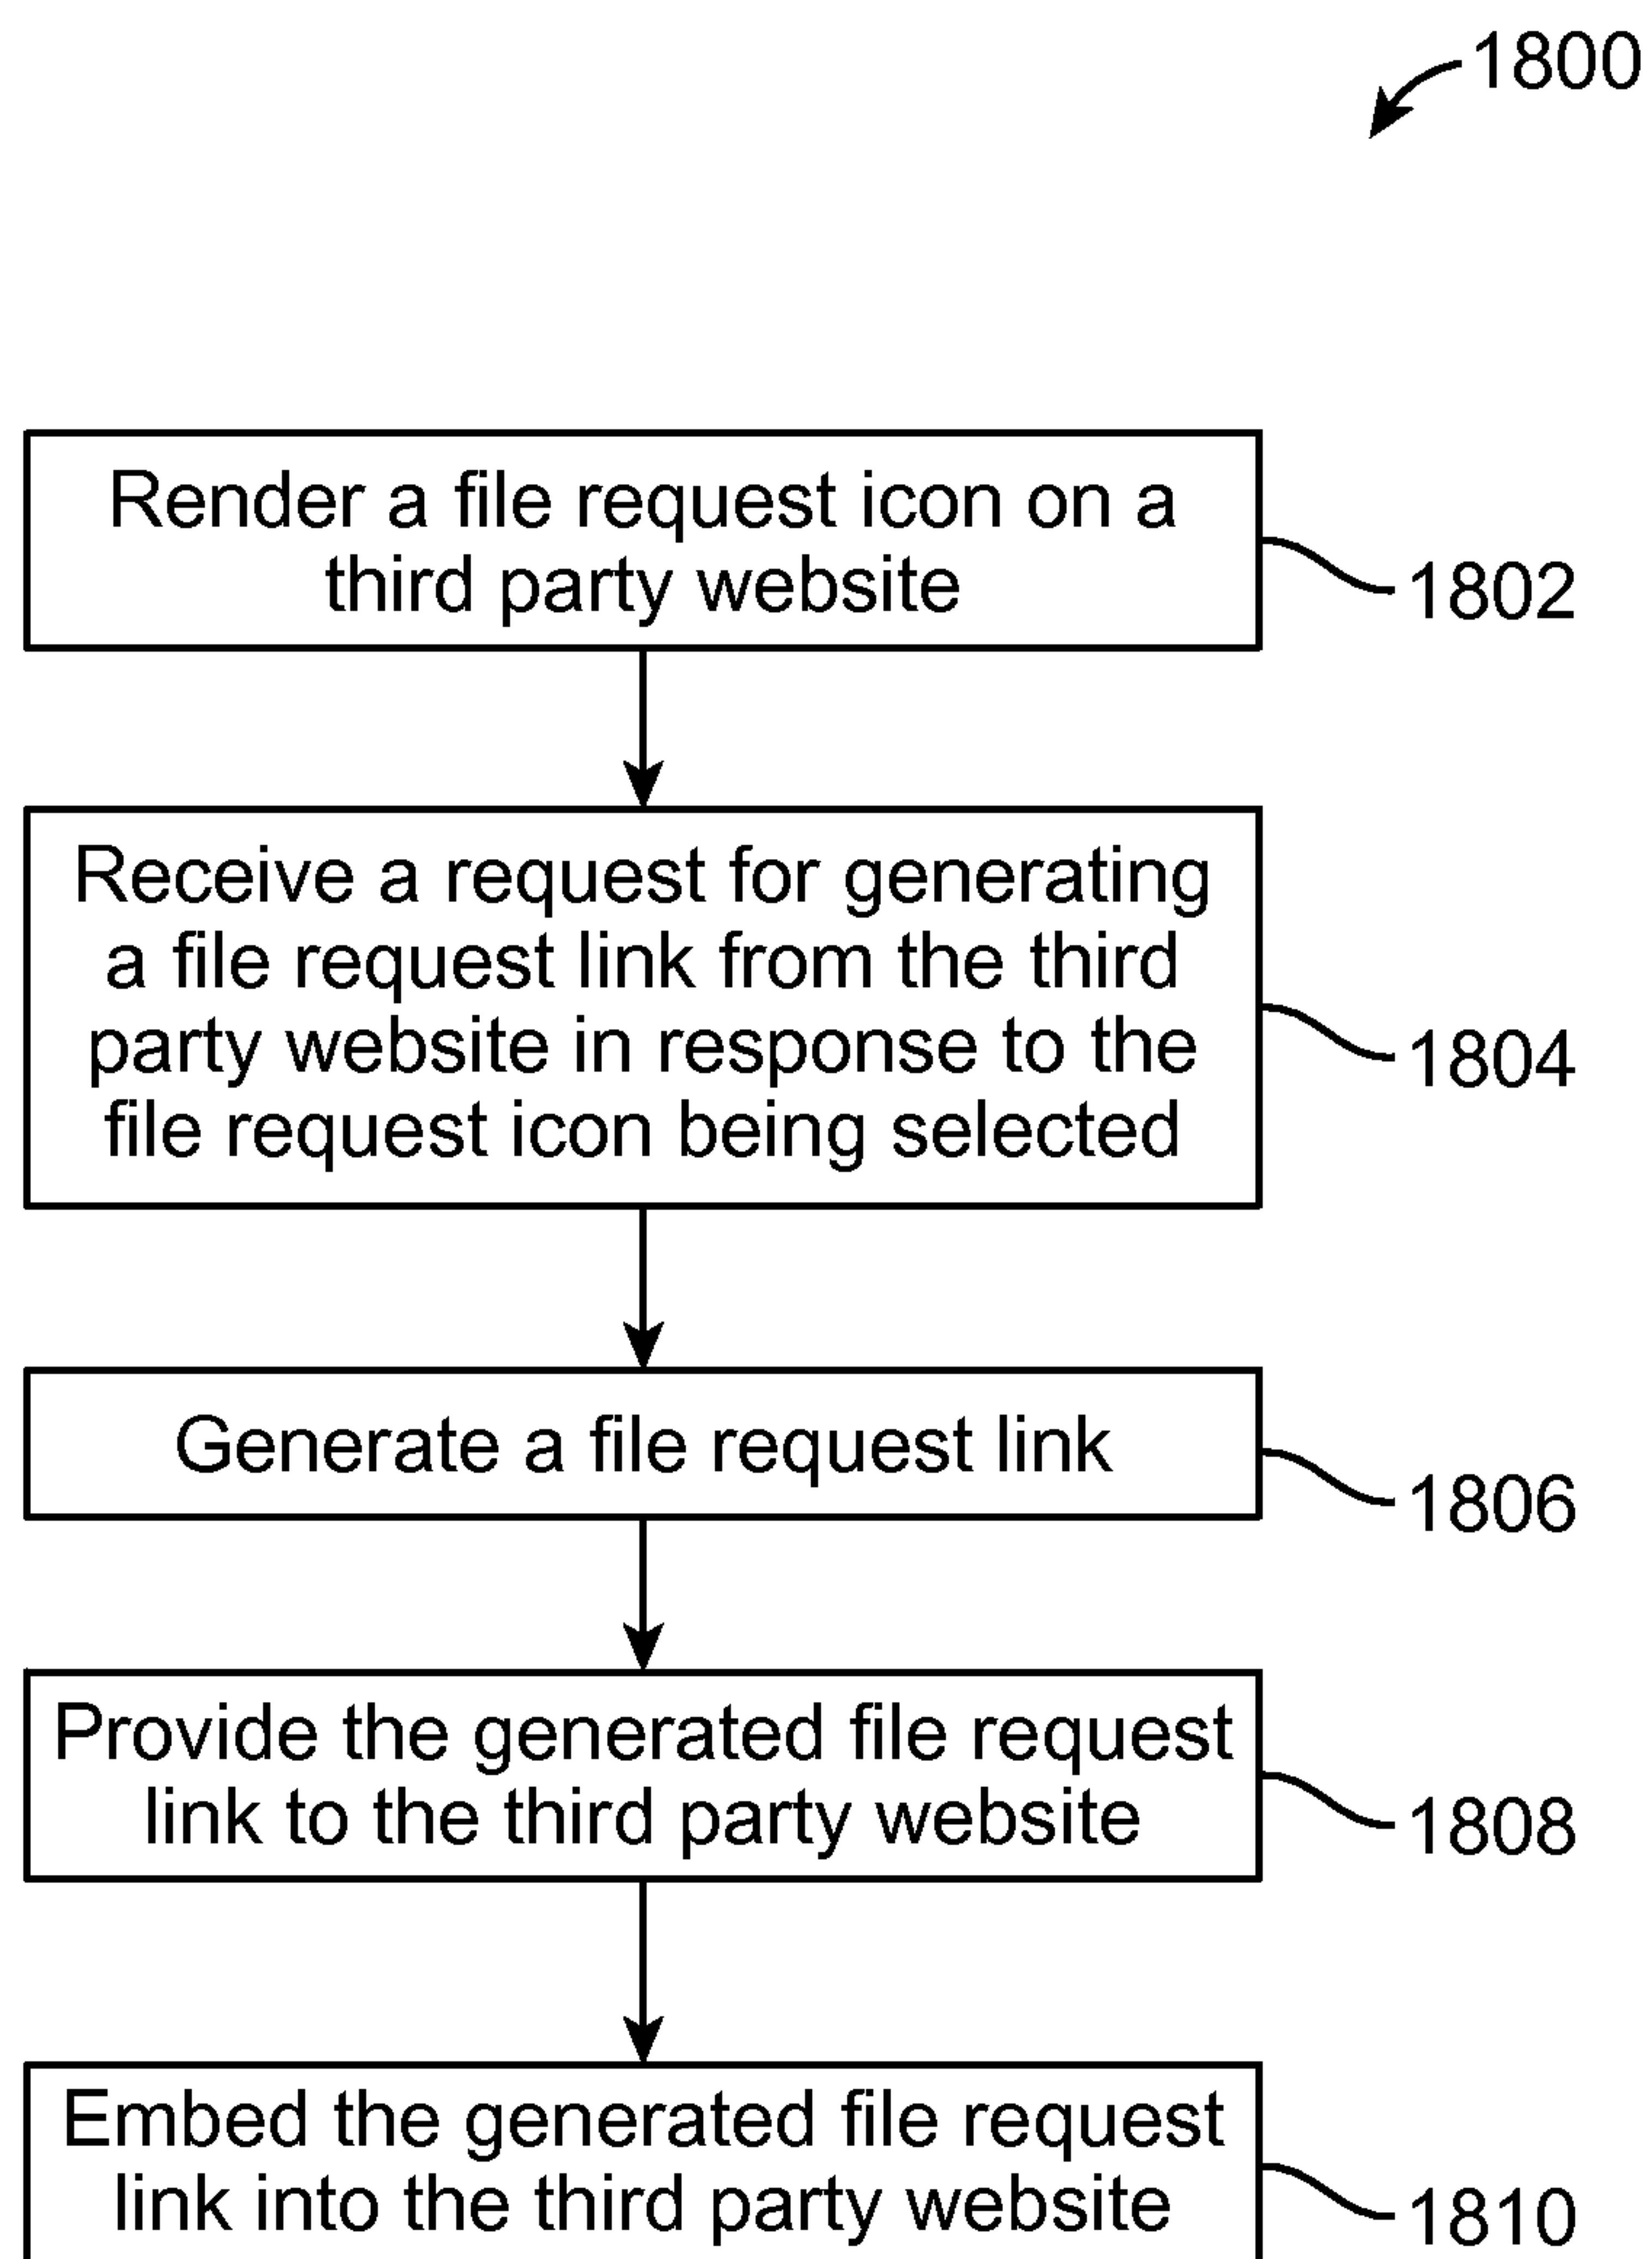 1800
Render a file request icon on a
third party website
1802
Receive a request for generating
a file request link from the third
party website in response to the
file request icon being selected
1804
Generate a file request link
1806
Provide the generated file request
link to the third party website
1808
Embed the generated file request
link into the third party website
1810